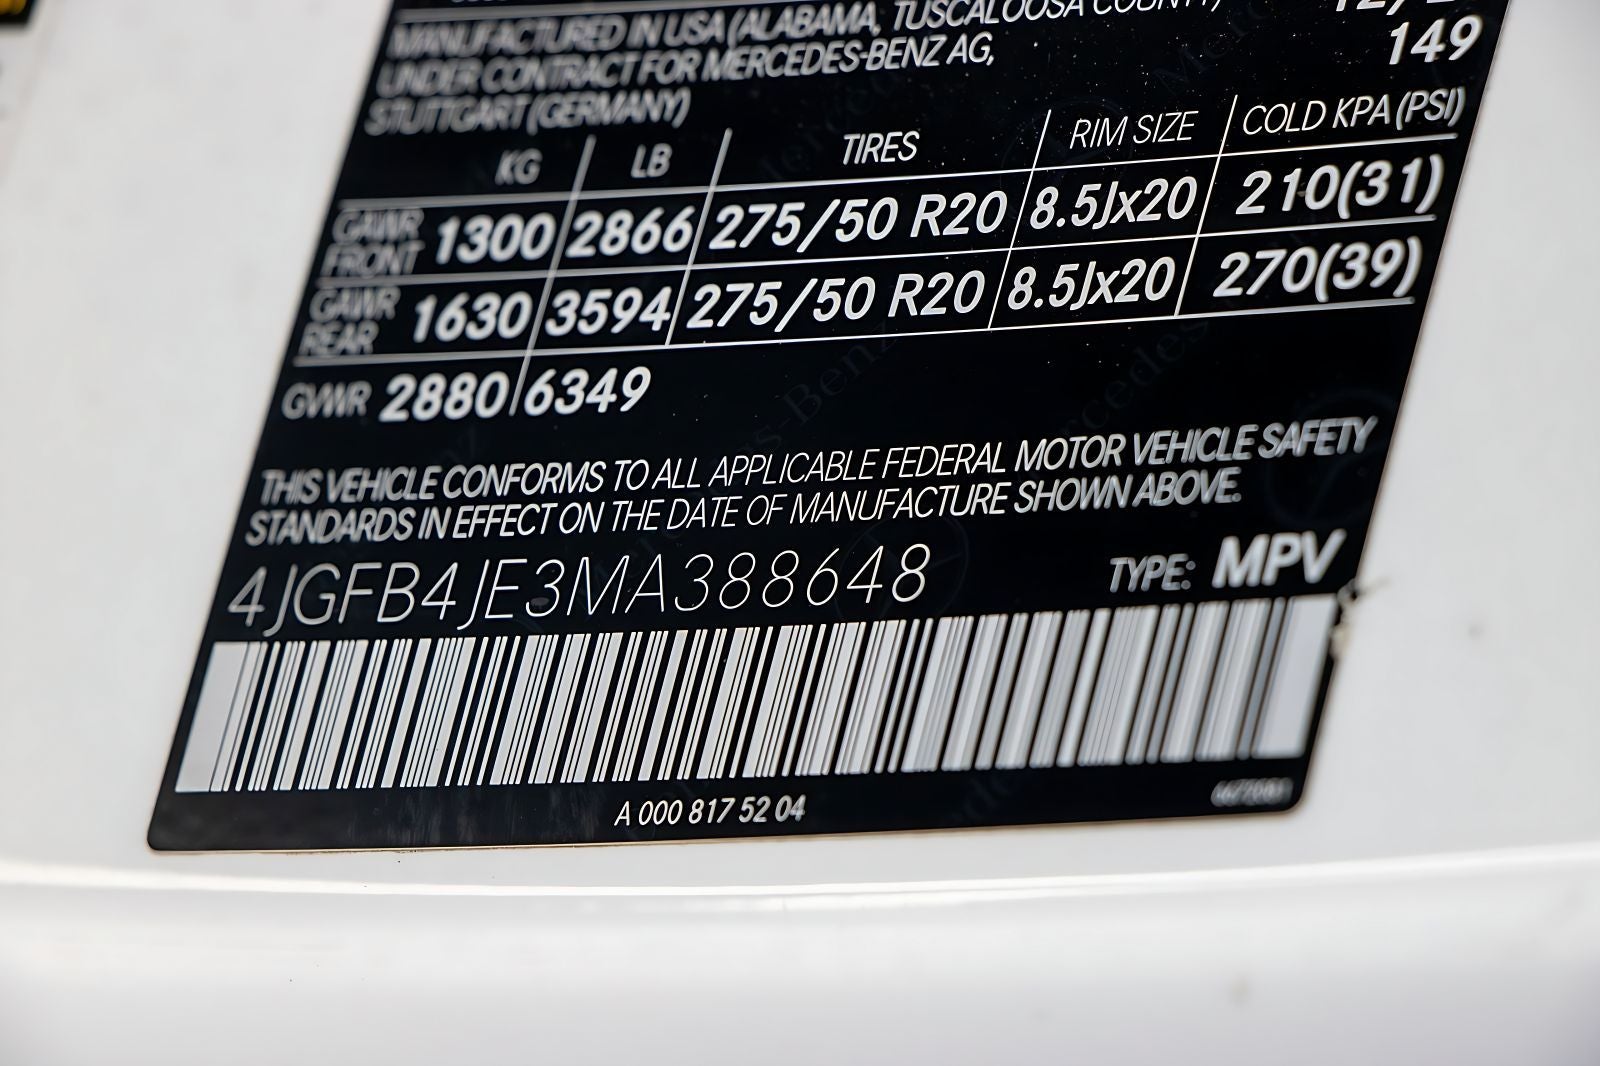 MANUFACTURED IN USA (ALABAMA, TUSCALOOSA COUNTY)
UNDER CONTRACT FOR MERCEDES-BENZ AG, 149
STUTTGART (GERMANY)
KG LB TIRES RIM SIZE COLD KPA (PSI)
GAWR FRONT 1300 2866 275/50 R20 8.5Jx20 210(31)
GAWR REAR 1630 3594 275/50 R20 8.5Jx20 270(39)
GVWR 2880 6349
THIS VEHICLE CONFORMS TO ALL APPLICABLE FEDERAL MOTOR VEHICLE SAFETY
STANDARDS IN EFFECT ON THE DATE OF MANUFACTURE SHOWN ABOVE.
4JGFB4JE3MA388648 TYPE: MPV
A 000 817 52 04